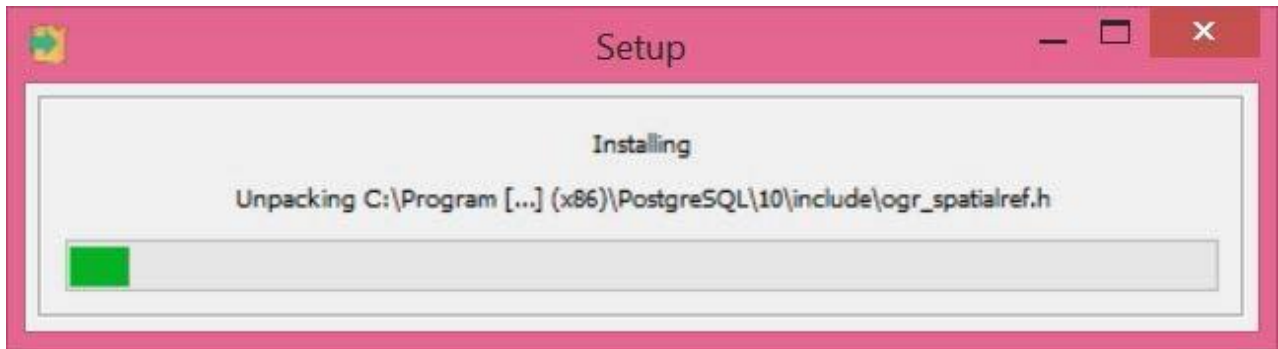 Setup
Installing
Unpacking C:\Program [...] (x86)\PostgreSQL\10\include\ogr_spatialref.h